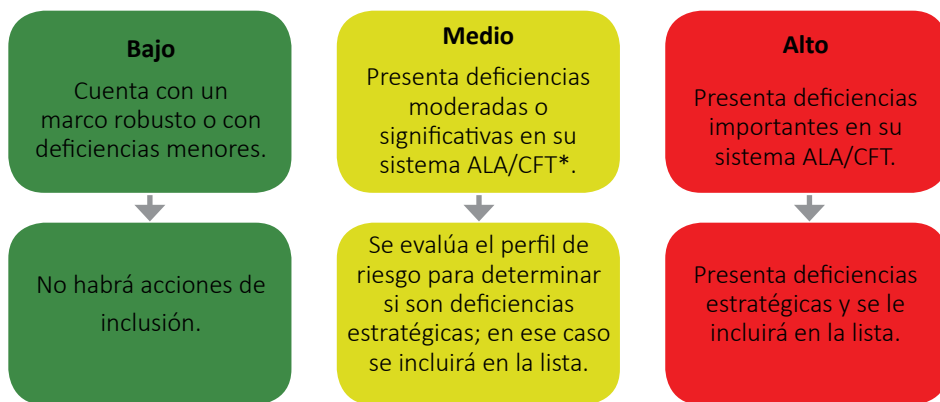 Bajo
Cuenta con un
marco robusto o con
deficiencias menores.
No habrá acciones de
inclusión.
Medio
Presenta deficiencias
moderadas o
significativas en su
sistema ALA/CFT*.
Se evalúa el perfil de
riesgo para determinar
si son deficiencias
estratégicas; en ese caso
se incluirá en la lista.
Alto
Presenta deficiencias
importantes en su
sistema ALA/CFT.
Presenta deficiencias
estratégicas y se le
incluirá en la lista.